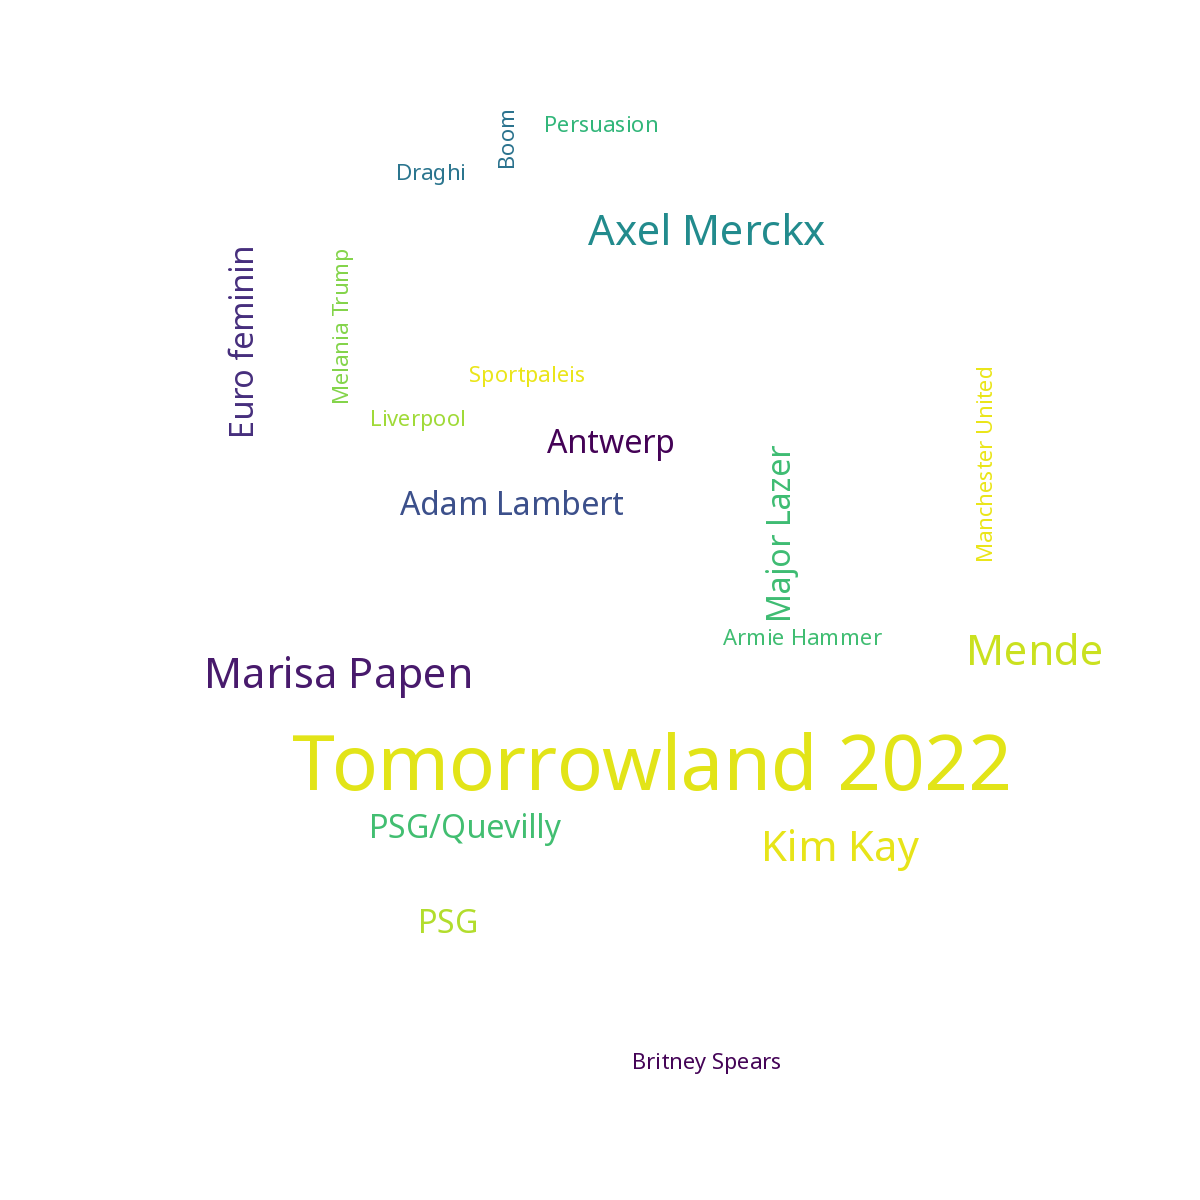 Boom
Persuasion
Draghi
Axel Merckx
Euro feminin
Melania Trump
Sportpaleis
Manchester United
Liverpool
Antwerp
Major Lazer
Adam Lambert
Armie Hammer
Mende
Marisa Papen
Tomorrowland 2022
PSG/Quevilly
Kim Kay
PSG
Britney Spears